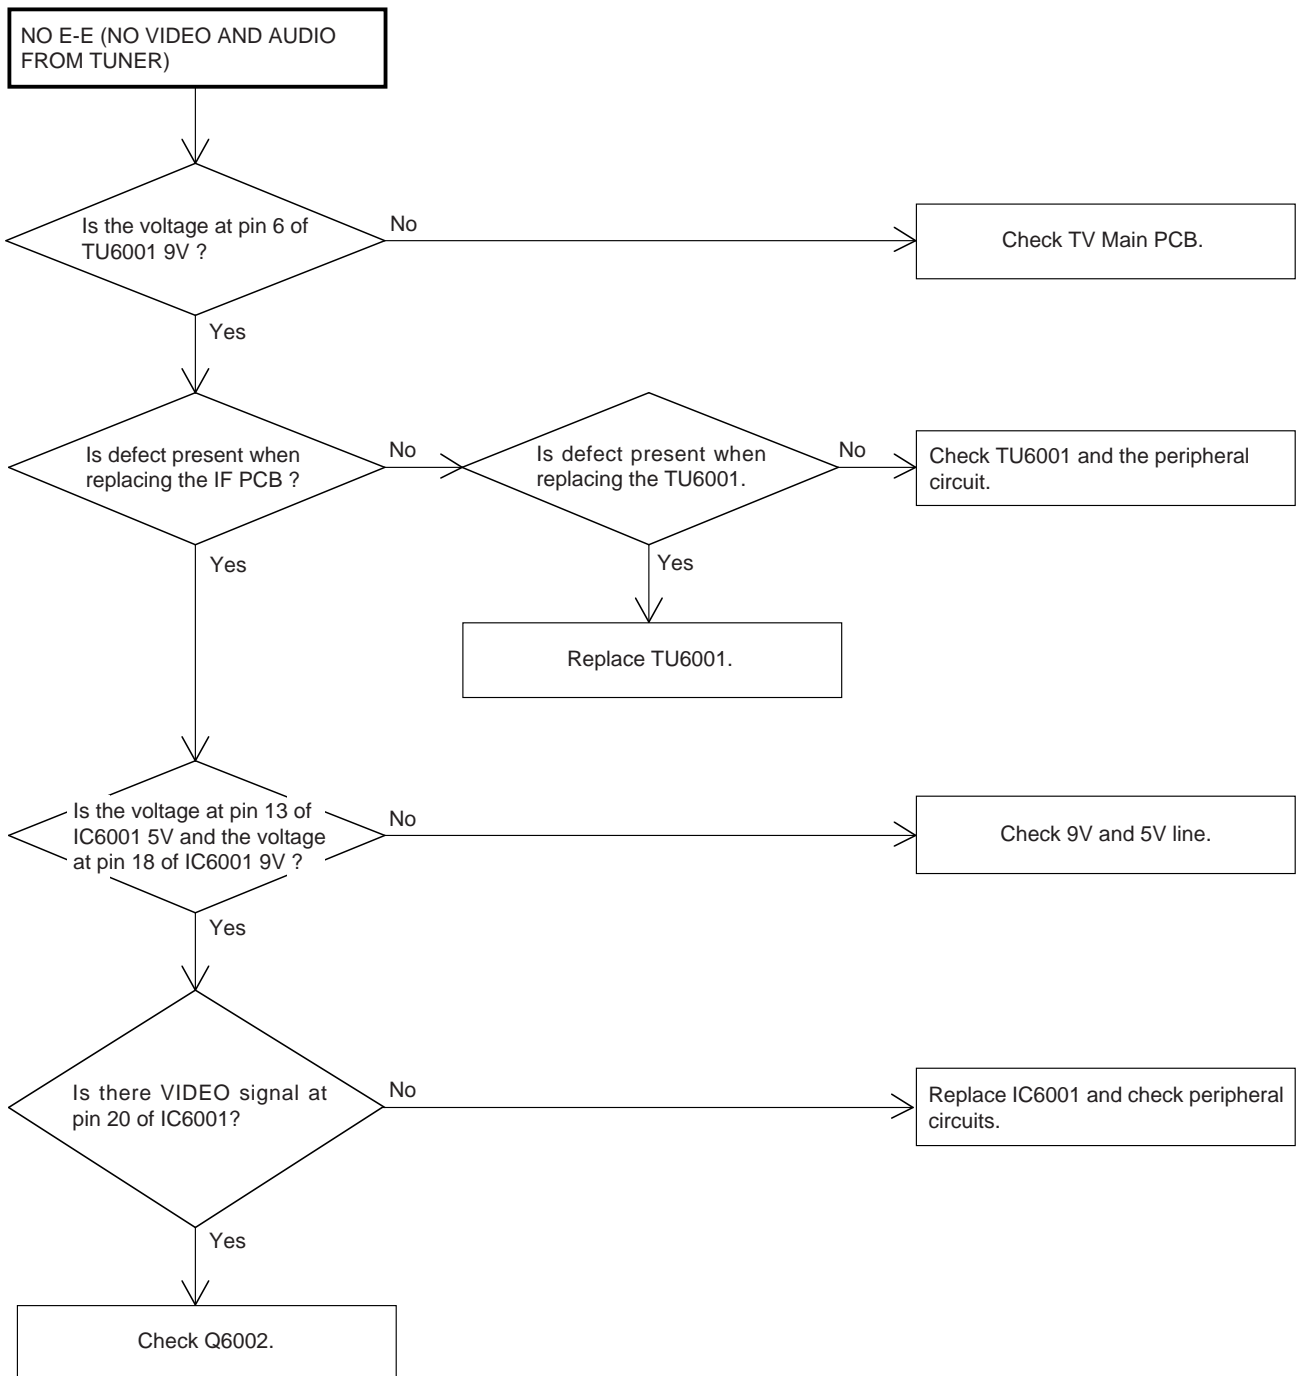 NO E-E (NO VIDEO AND AUDIO
FROM TUNER)
Is the voltage at pin 6 of
TU6001 9V ?
No
Check TV Main PCB.
Yes
Is defect present when
replacing the IF PCB ?
No
Is defect present when
replacing the TU6001.
No
Check TU6001 and the peripheral
circuit.
Yes
Yes
Replace TU6001.
Is the voltage at pin 13 of
IC6001 5V and the voltage
at pin 18 of IC6001 9V ?
No
Check 9V and 5V line.
Yes
Is there VIDEO signal at
pin 20 of IC6001?
No
Replace IC6001 and check peripheral
circuits.
Yes
Check Q6002.